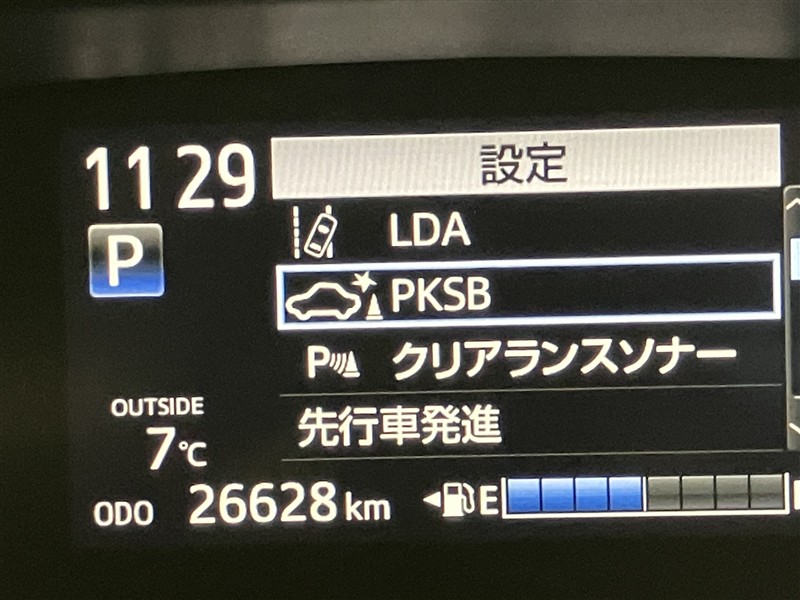 11 29
設定
P
LDA
PKSB
P クリアランスソナー
先行車発進
OUTSIDE
7℃
ODO 26628 km
E